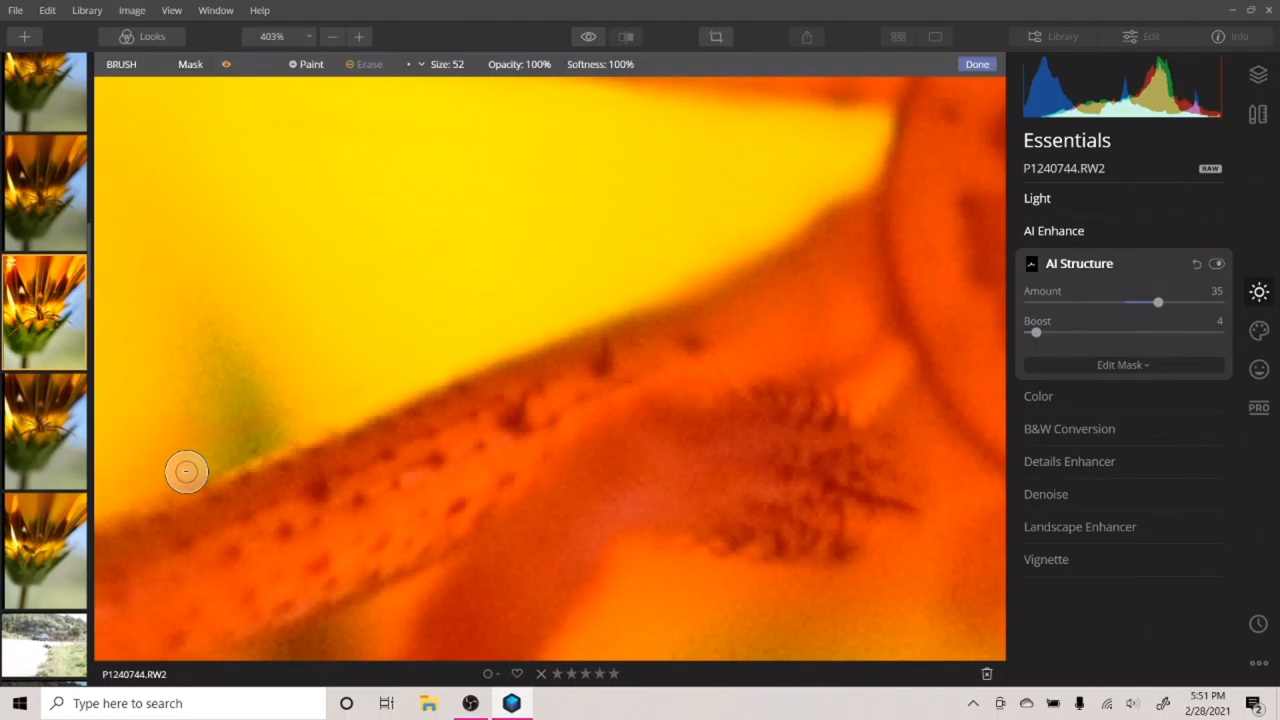 File Edit Library Image View Window Help
Looks 403% Library Edit Info
BRUSH Mask Paint Erase Size: 52 Opacity: 100% Softness: 100% Done
Essentials
P1240744.RW2 RAW
Light
AI Enhance
AI Structure
Amount 35
Boost 4
Edit Mask
Color
B&W Conversion
Details Enhancer
Denoise
Landscape Enhancer
Vignette
PRO
P1240744.RW2
Type here to search
5:51 PM
2/28/2021
2